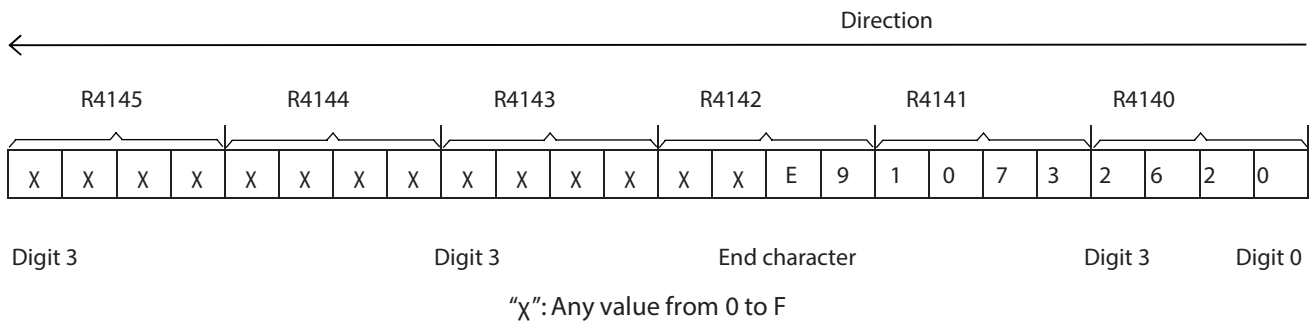 Direction
R4145 R4144 R4143 R4142 R4141 R4140
χ χ χ χ χ χ χ χ χ χ χ χ χ χ E 9 1 0 7 3 2 6 2 0
Digit 3 Digit 3 End character Digit 3 Digit 0
“χ”: Any value from 0 to F